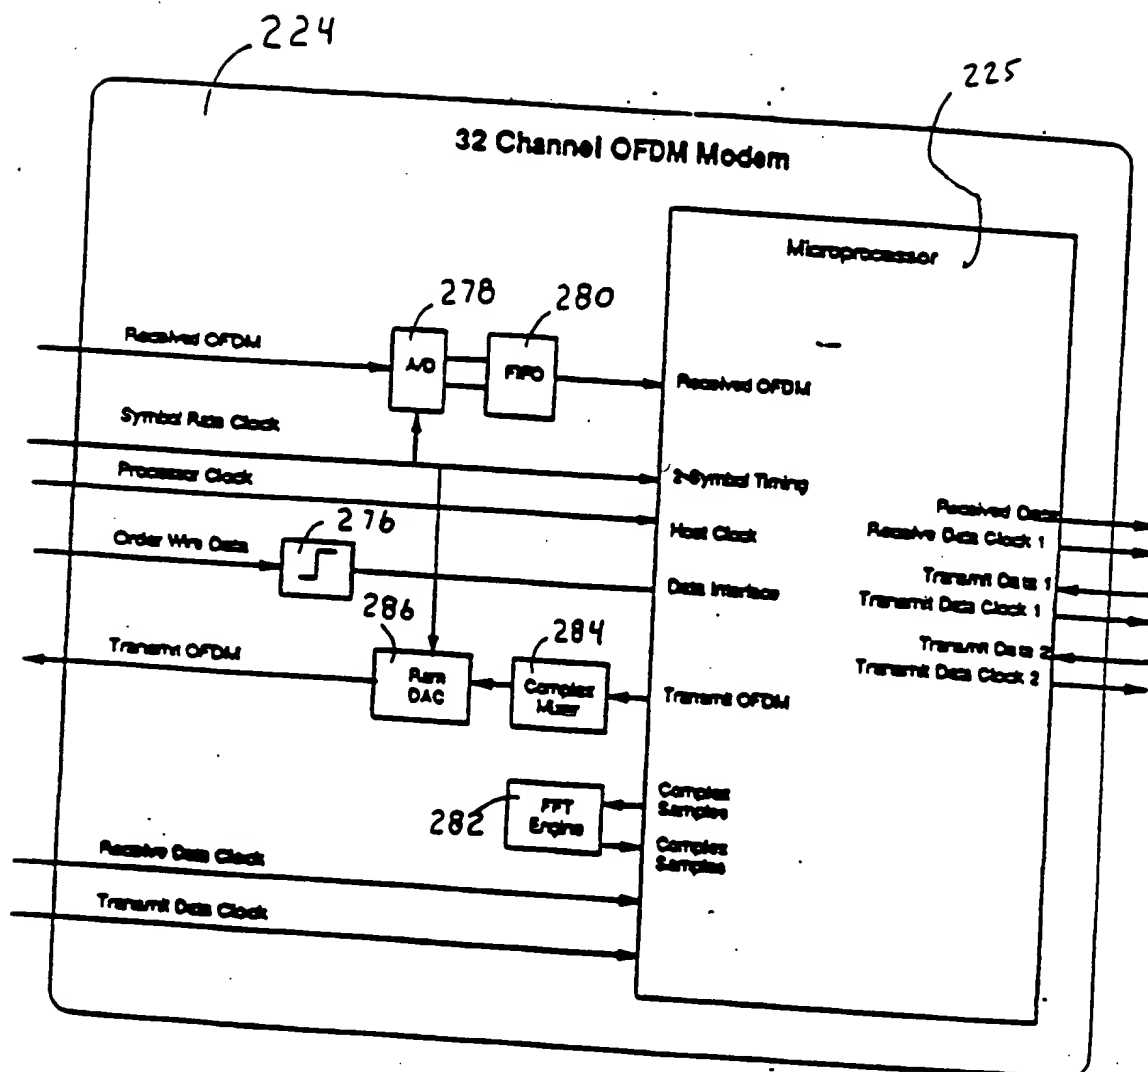 224
225
32 Channel OFDM Modem
Microprocessor
278
280
Received OFDM
A/D
FIFO
Received OFDM
Symbol Rate Clock
2-Symbol Timing
Processor Clock
Received Data
276
Host Clock
Receive Data Clock 1
Order Wire Data
Transmit Data 1
Data Interface
Transmit Data Clock 1
286
284
Transmit OFDM
Transmit Data 2
Ram
DAC
Complex
Mixer
Transmit OFDM
Transmit Data Clock 2
282
FFT
Engine
Complex
Samples
Complex
Samples
Receive Data Clock
Transmit Data Clock